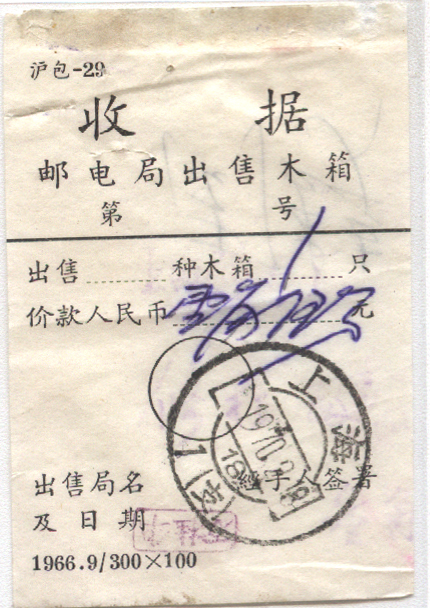 沪包-29
收 据
邮电局出售木箱
第 号
出售 种木箱 只
价款人民币 元
上海
1970
18
出售局名 經手人签署
及日期
1966.9/300×100